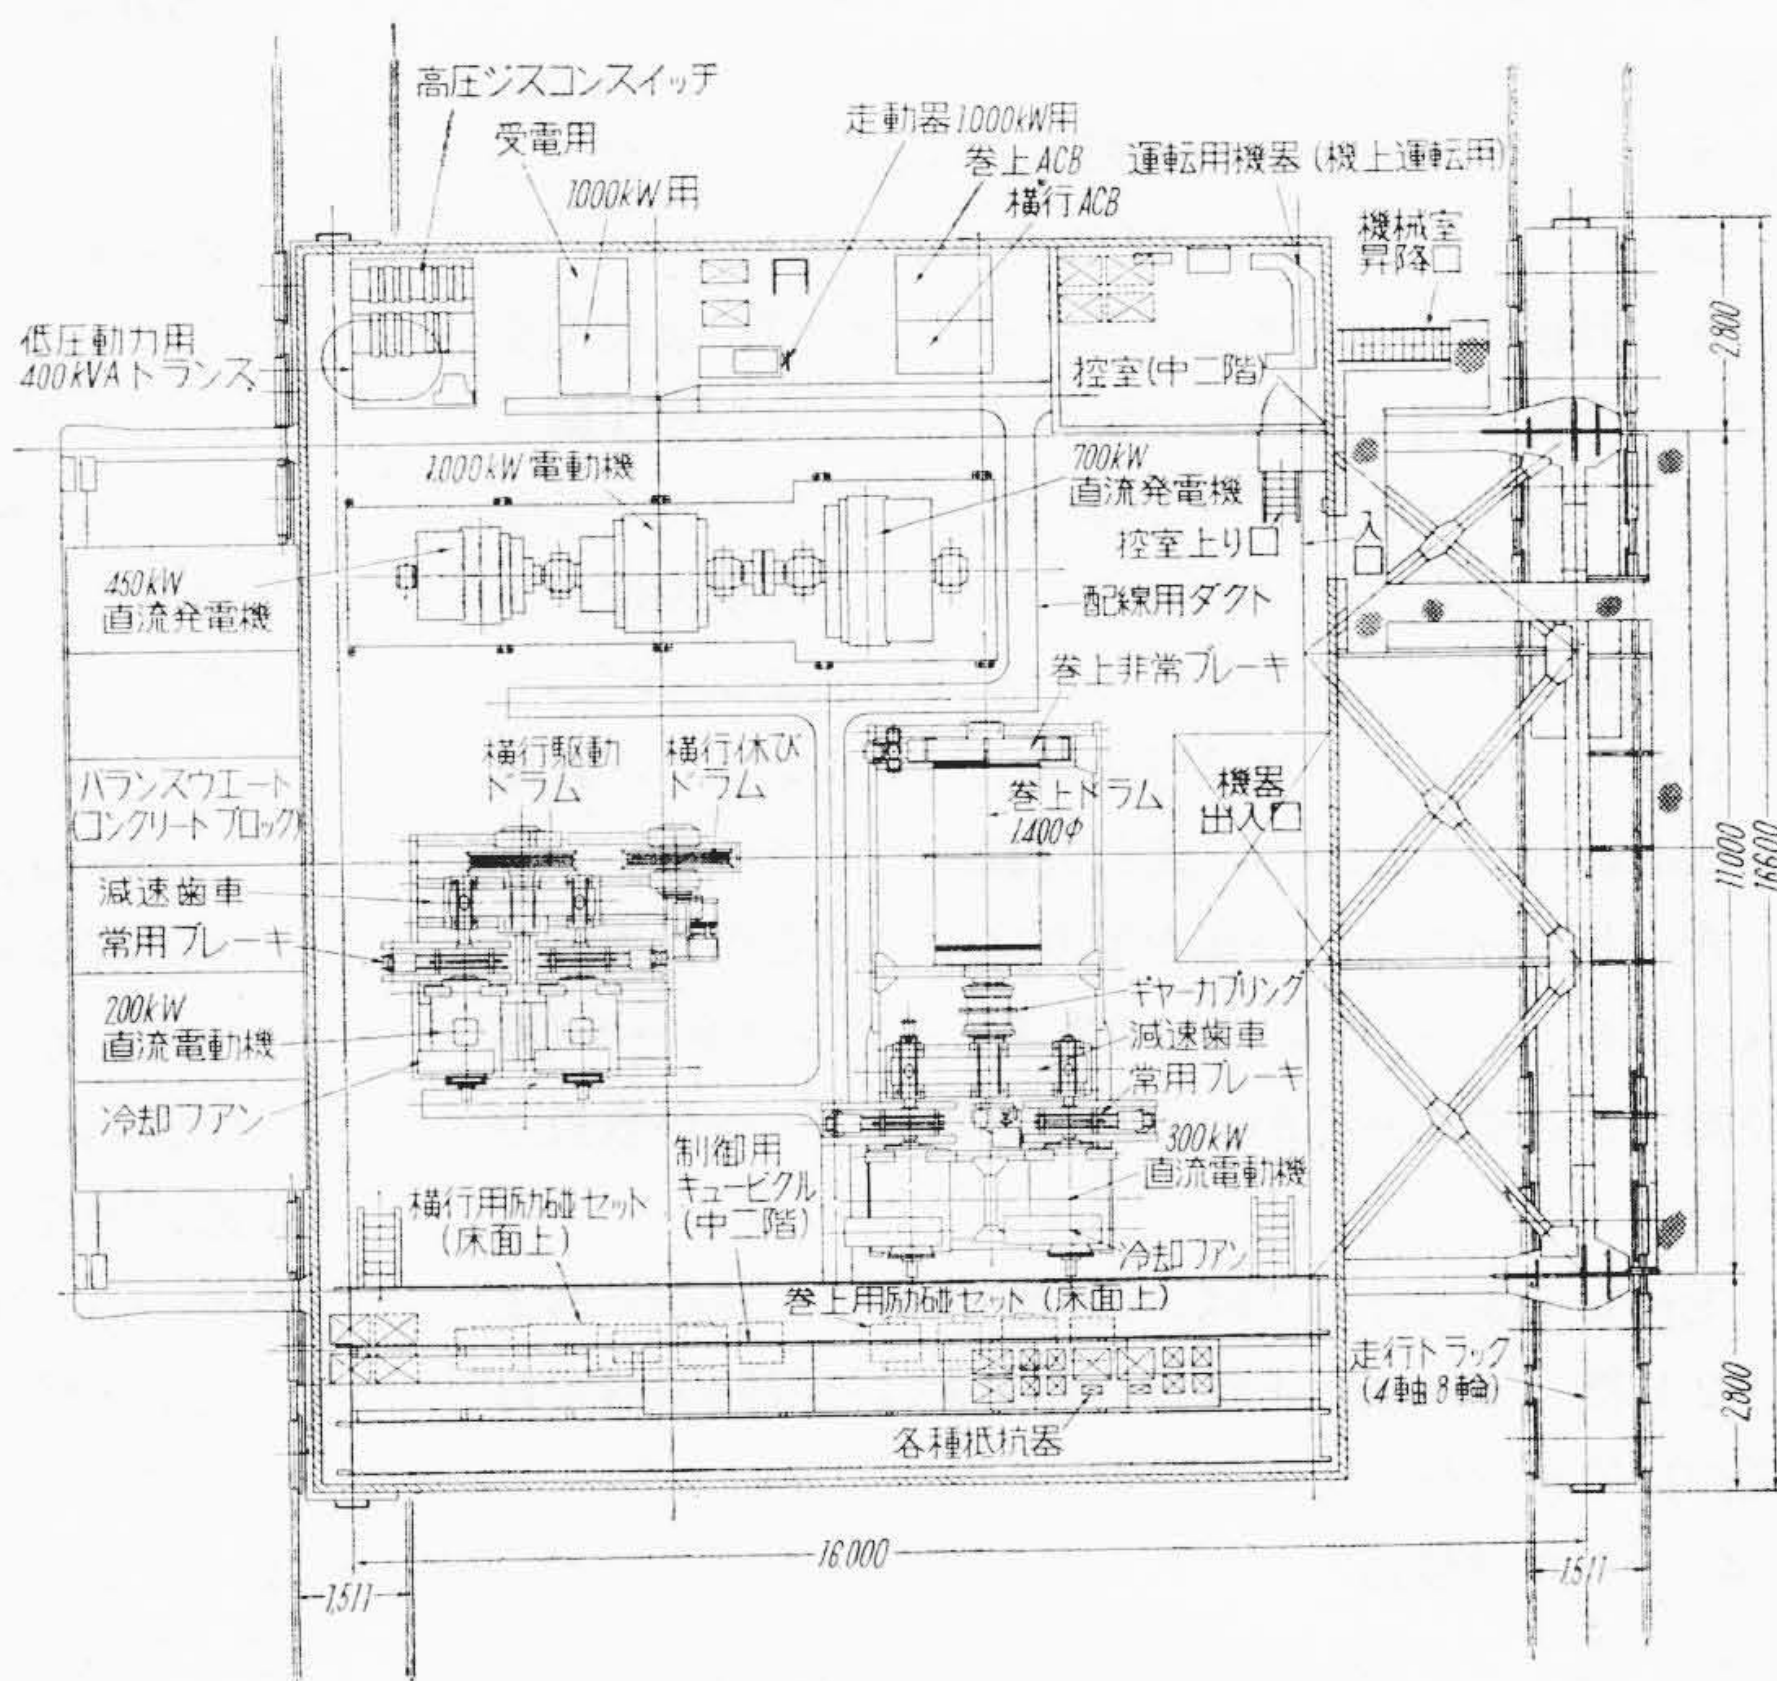 高圧ジスコンスイッチ
受電用
1,000kW用
走動器1,000kW用
巻上ACB
横行ACB
運転用機器(機上運転用)
機械室
昇降口
低圧動力用
400kVAトランス
控室(中二階)
2,800
1,000kW電動機
700kW
直流発電機
控室上り口
入
口
450kW
直流発電機
配線用ダクト
巻上非常ブレーキ
横行駆動
ドラム
横行休び
ドラム
巻上ドラム
1,400φ
機器
出入口
バランスウエート
(コンクリートブロック)
11,000
16,600
減速歯車
常用ブレーキ
200kW
直流電動機
冷却フアン
ギヤーカプリング
減速歯車
常用ブレーキ
300kW
直流電動機
冷却フアン
制御用
キュービクル
(中二階)
横行用励磁セット
(床面上)
巻上用励磁セット(床面上)
走行トラック
(4軸8輪)
2,800
各種抵抗器
16,000
1,511
1,511